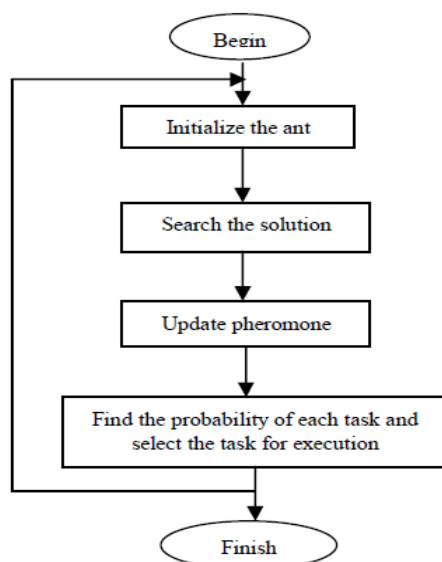 Begin
Initialize the ant
Search the solution
Update pheromone
Find the probability of each task and
select the task for execution
Finish